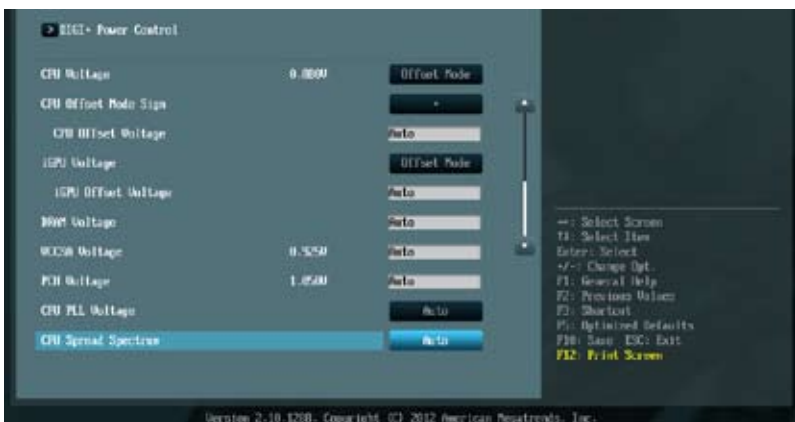 > DIGI+ Power Control
CPU Voltage 0.880V Offset Mode
CPU Offset Mode Sign
CPU Offset Voltage Auto
iGPU Voltage Offset Mode
iGPU Offset Voltage Auto
DRAM Voltage Auto
VCCSA Voltage 0.925V Auto
PCH Voltage 1.050V Auto
CPU PLL Voltage Auto
CPU Spread Spectrum Auto
→←: Select Screen
↑↓: Select Item
Enter: Select
+/-: Change Opt.
F1: General Help
F2: Previous Values
F3: Shortcut
F5: Optimized Defaults
F10: Save ESC: Exit
F12: Print Screen
Version 2.10.1208. Copyright (C) 2012 American Megatrends, Inc.